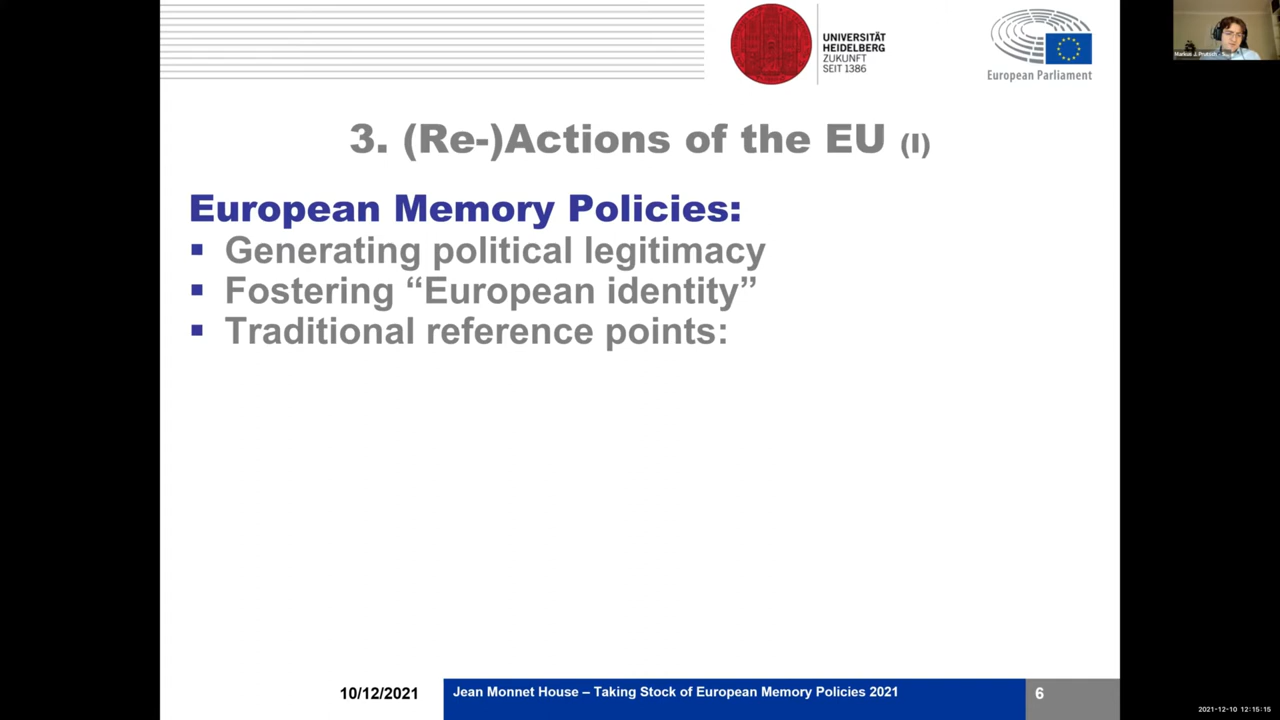 UNIVERSITÄT
HEIDELBERG
ZUKUNFT
SEIT 1386
European Parliament
3. (Re-)Actions of the EU (I)
European Memory Policies:
▪ Generating political legitimacy
▪ Fostering “European identity”
▪ Traditional reference points:
10/12/2021
Jean Monnet House – Taking Stock of European Memory Policies 2021
6
Markus J. Prutsch
2021-12-10 12:15:15